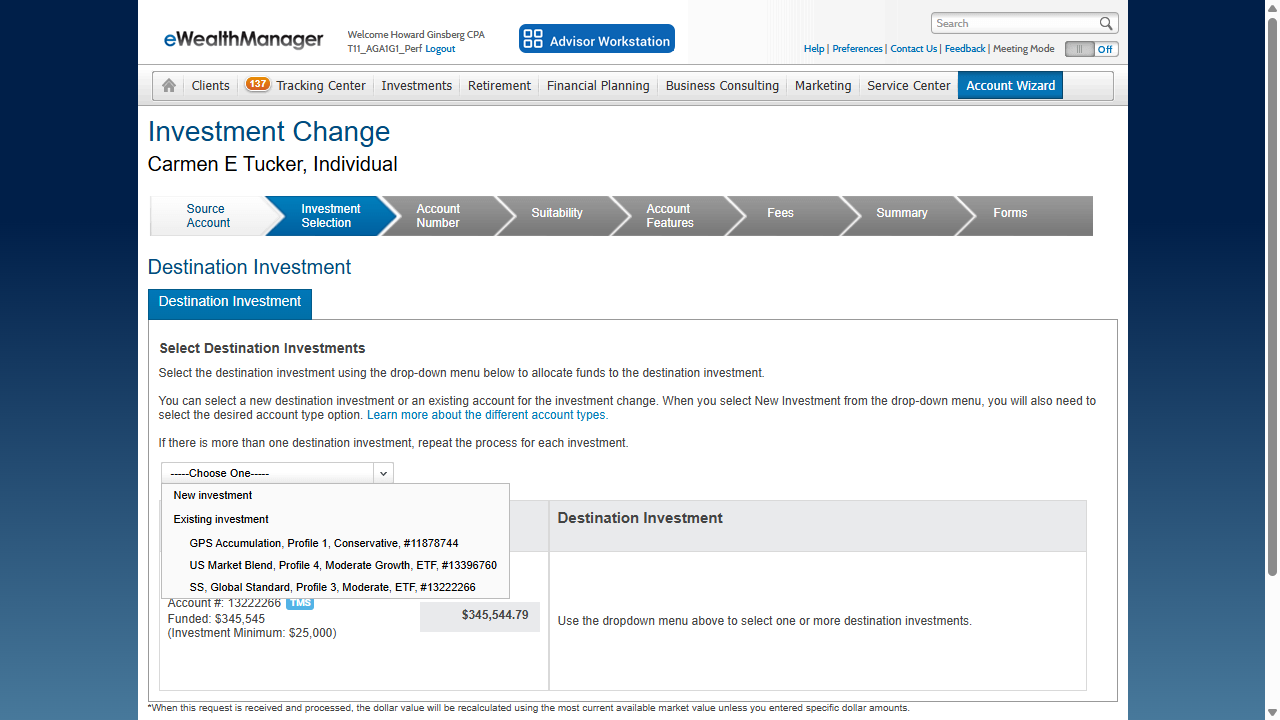 eWealthManager
Welcome Howard Ginsberg CPA
T11_AGA1G1_Perf Logout
Advisor Workstation
Search
Help | Preferences | Contact Us | Feedback | Meeting Mode
Off
Clients
137
Tracking Center
Investments
Retirement
Financial Planning
Business Consulting
Marketing
Service Center
Account Wizard
Investment Change
Carmen E Tucker, Individual
Source
Account
Investment
Selection
Account
Number
Suitability
Account
Features
Fees
Summary
Forms
Destination Investment
Destination Investment
Select Destination Investments
Select the destination investment using the drop-down menu below to allocate funds to the destination investment.
You can select a new destination investment or an existing account for the investment change. When you select New Investment from the drop-down menu, you will also need to
select the desired account type option. Learn more about the different account types.
If there is more than one destination investment, repeat the process for each investment.
-----Choose One-----
New investment
Existing investment
GPS Accumulation, Profile 1, Conservative, #11878744
US Market Blend, Profile 4, Moderate Growth, ETF, #13396760
SS, Global Standard, Profile 3, Moderate, ETF, #13222266
Destination Investment
Account #: 13222266 TMS
Funded: $345,545
(Investment Minimum: $25,000)
$345,544.79
Use the dropdown menu above to select one or more destination investments.
*When this request is received and processed, the dollar value will be recalculated using the most current available market value unless you entered specific dollar amounts.